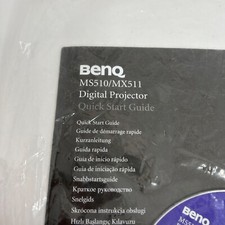 BenQ
MS510/MX511
Digital Projector
Quick Start Guide
Quick Start Guide
Guide de démarrage rapide
Kurzanleitung
Guida rapida
Guía de inicio rápido
Guia de iniciação rápida
Snabbstartsguide
Краткое руководство
Snelgids
Skrócona instrukcja obsługi
Hızlı Başlangıç Kılavuzu
BenQ